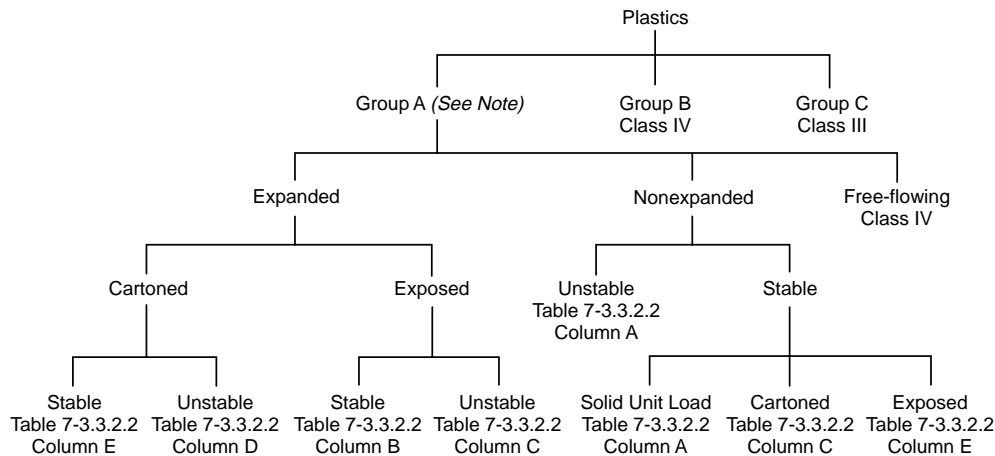 Plastics
Group A (See Note)
Group B
Class IV
Group C
Class III
Expanded
Nonexpanded
Free-flowing
Class IV
Cartoned
Exposed
Unstable
Table 7-3.3.2.2
Column A
Stable
Stable
Table 7-3.3.2.2
Column E
Unstable
Table 7-3.3.2.2
Column D
Stable
Table 7-3.3.2.2
Column B
Unstable
Table 7-3.3.2.2
Column C
Solid Unit Load
Table 7-3.3.2.2
Column A
Cartoned
Table 7-3.3.2.2
Column C
Exposed
Table 7-3.3.2.2
Column E